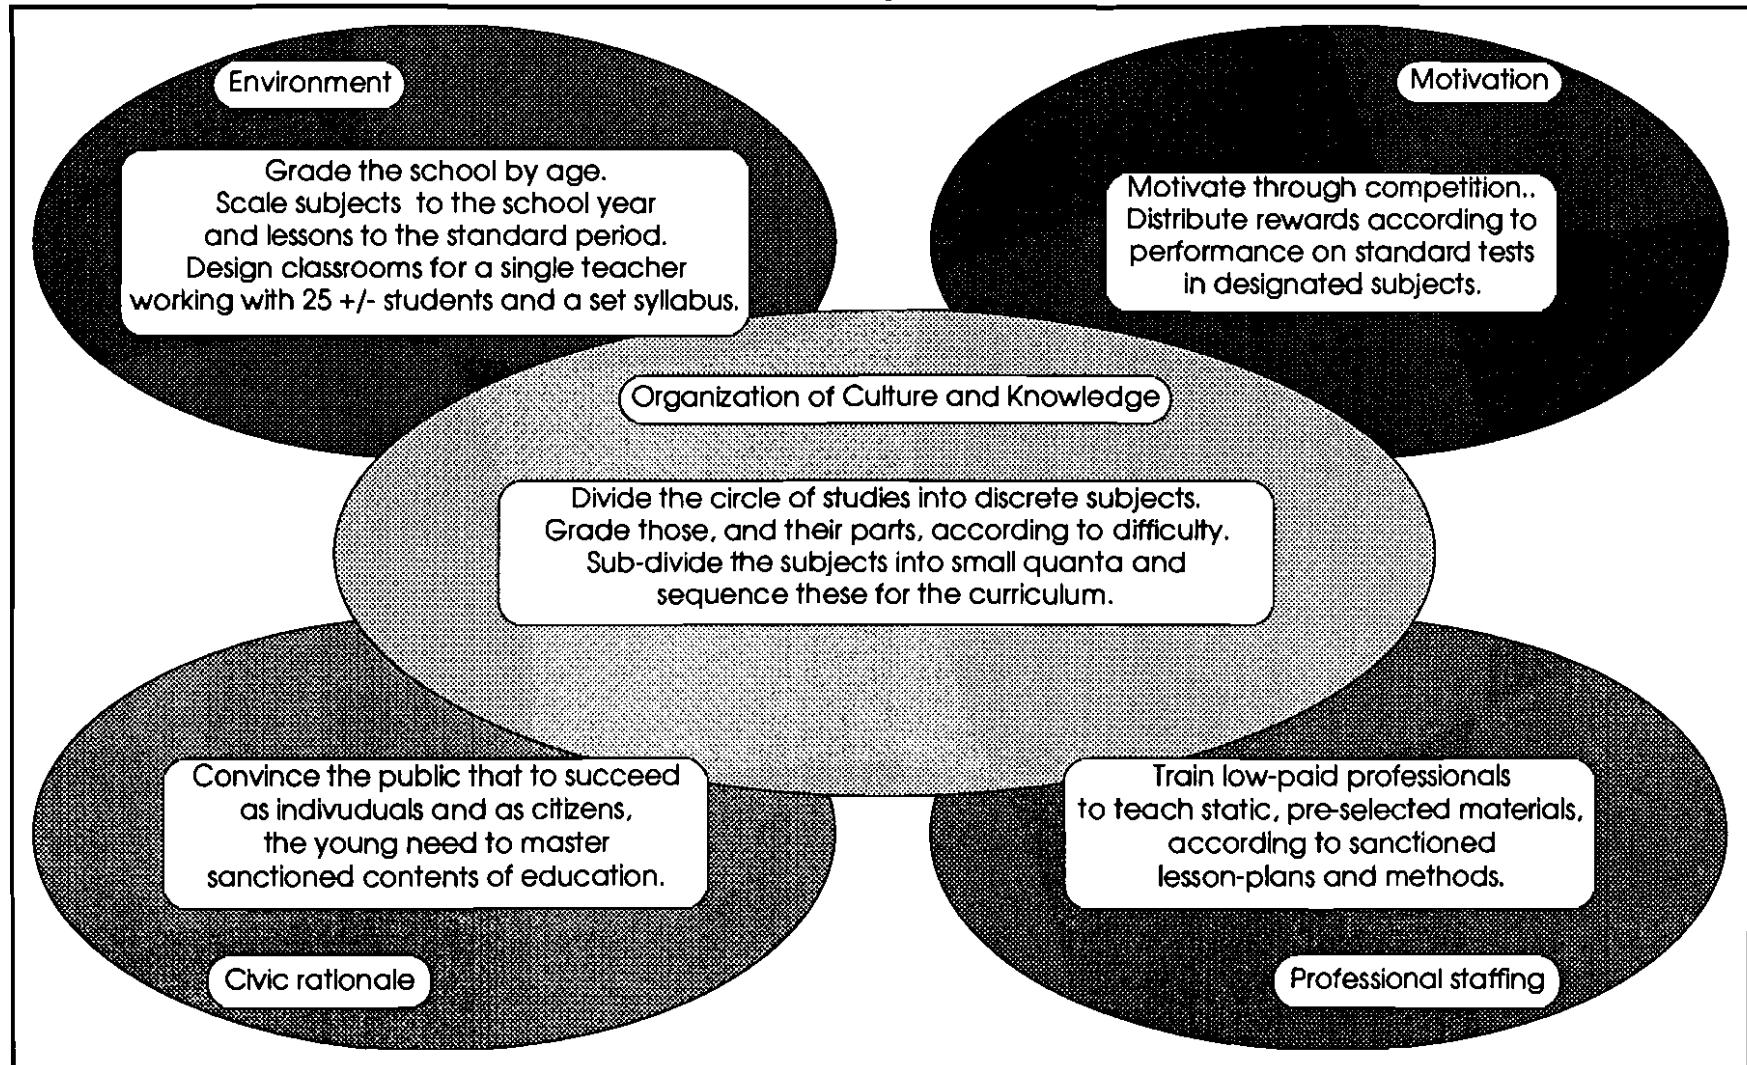 Environment
Grade the school by age.
Scale subjects to the school year
and lessons to the standard period.
Design classrooms for a single teacher
working with 25 +/- students and a set syllabus.
Motivation
Motivate through competition..
Distribute rewards according to
performance on standard tests
in designated subjects.
Organization of Culture and Knowledge
Divide the circle of studies into discrete subjects.
Grade those, and their parts, according to difficulty.
Sub-divide the subjects into small quanta and
sequence these for the curriculum.
Convince the public that to succeed
as indivuduals and as citizens,
the young need to master
sanctioned contents of education.
Civic rationale
Train low-paid professionals
to teach static, pre-selected materials,
according to sanctioned
lesson-plans and methods.
Professional staffing